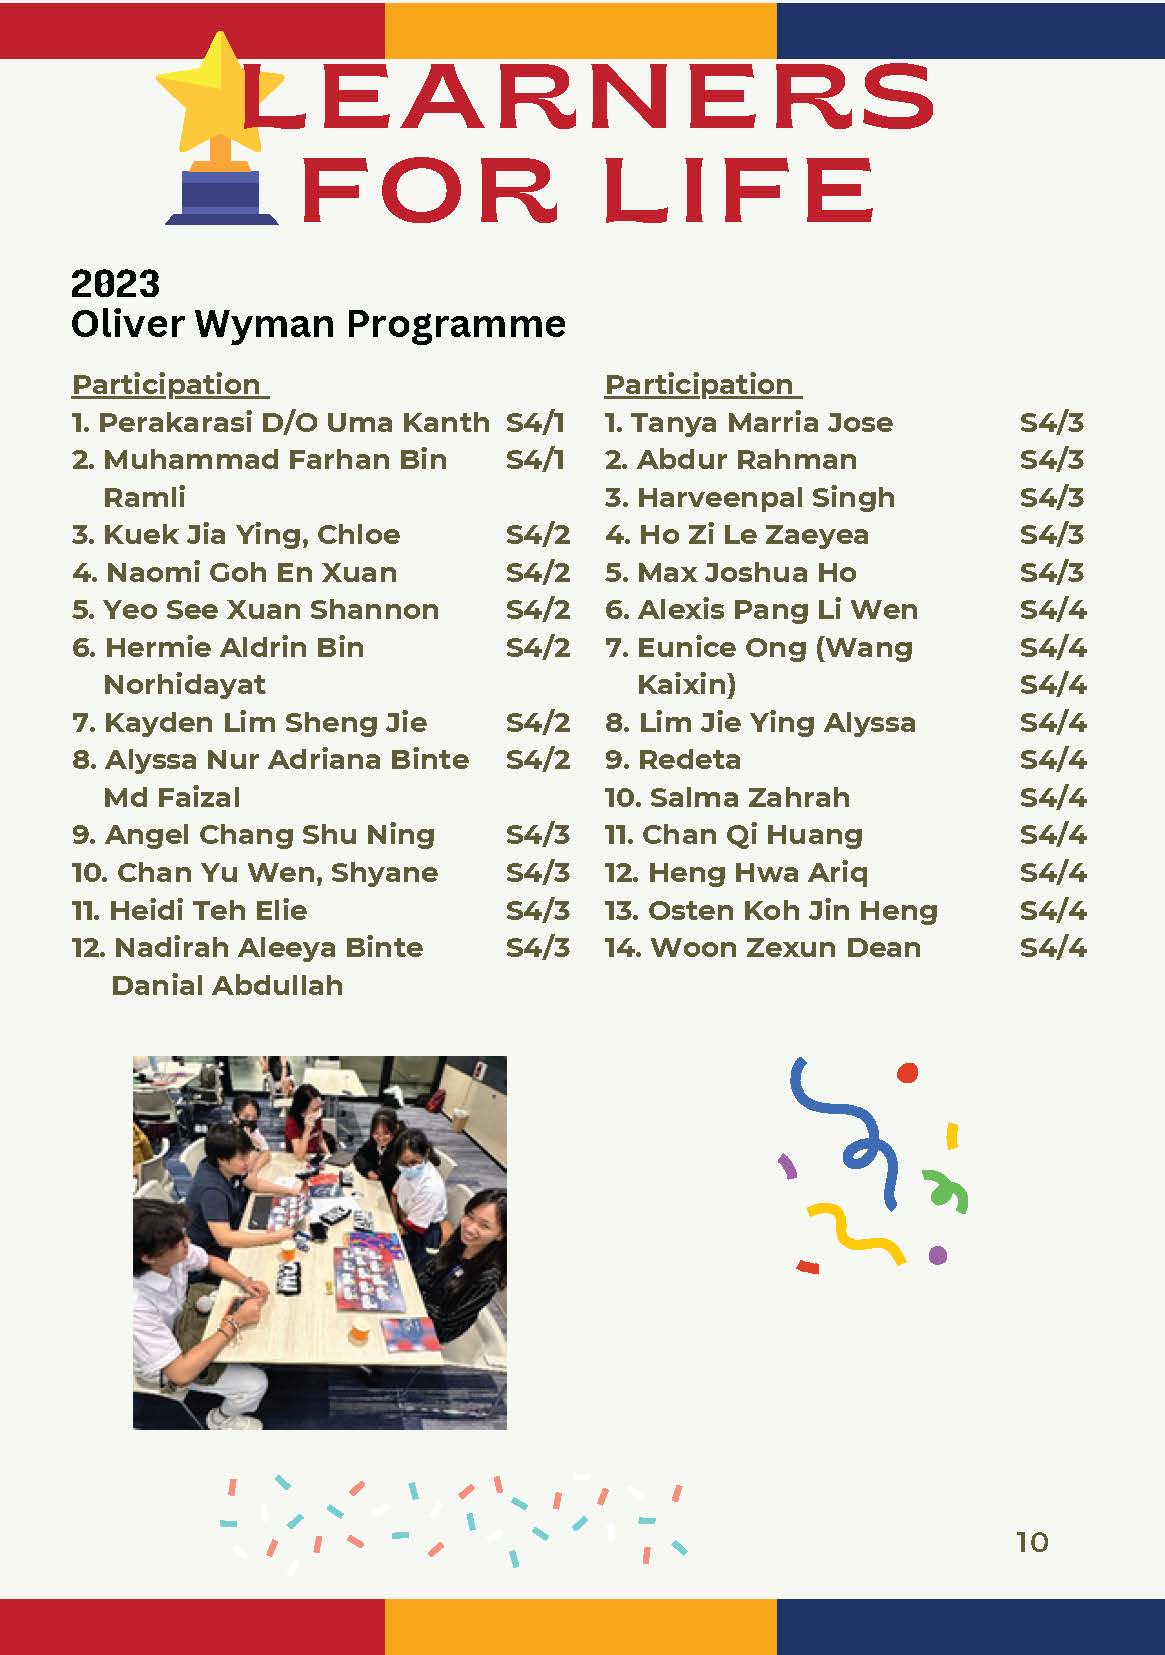 LEARNERS
FOR LIFE
2023
Oliver Wyman Programme
Participation
1. Perakarasi D/O Uma Kanth S4/1
2. Muhammad Farhan Bin S4/1
Ramli
3. Kuek Jia Ying, Chloe S4/2
4. Naomi Goh En Xuan S4/2
5. Yeo See Xuan Shannon S4/2
6. Hermie Aldrin Bin S4/2
Norhidayat
7. Kayden Lim Sheng Jie S4/2
8. Alyssa Nur Adriana Binte S4/2
Md Faizal
9. Angel Chang Shu Ning S4/3
10. Chan Yu Wen, Shyane S4/3
11. Heidi Teh Elie S4/3
12. Nadirah Aleeya Binte S4/3
Danial Abdullah
Participation
1. Tanya Marria Jose S4/3
2. Abdur Rahman S4/3
3. Harveenpal Singh S4/3
4. Ho Zi Le Zaeyea S4/3
5. Max Joshua Ho S4/3
6. Alexis Pang Li Wen S4/4
7. Eunice Ong (Wang S4/4
Kaixin) S4/4
8. Lim Jie Ying Alyssa S4/4
9. Redeta S4/4
10. Salma Zahrah S4/4
11. Chan Qi Huang S4/4
12. Heng Hwa Ariq S4/4
13. Osten Koh Jin Heng S4/4
14. Woon Zexun Dean S4/4
10